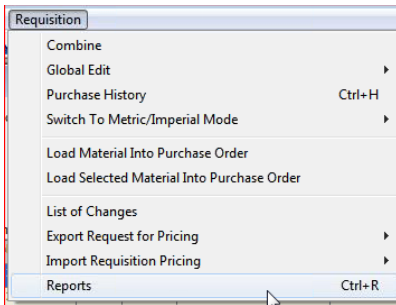 Requisition
Combine
Global Edit
Purchase History Ctrl+H
Switch To Metric/Imperial Mode
Load Material Into Purchase Order
Load Selected Material Into Purchase Order
List of Changes
Export Request for Pricing
Import Requisition Pricing
Reports Ctrl+R